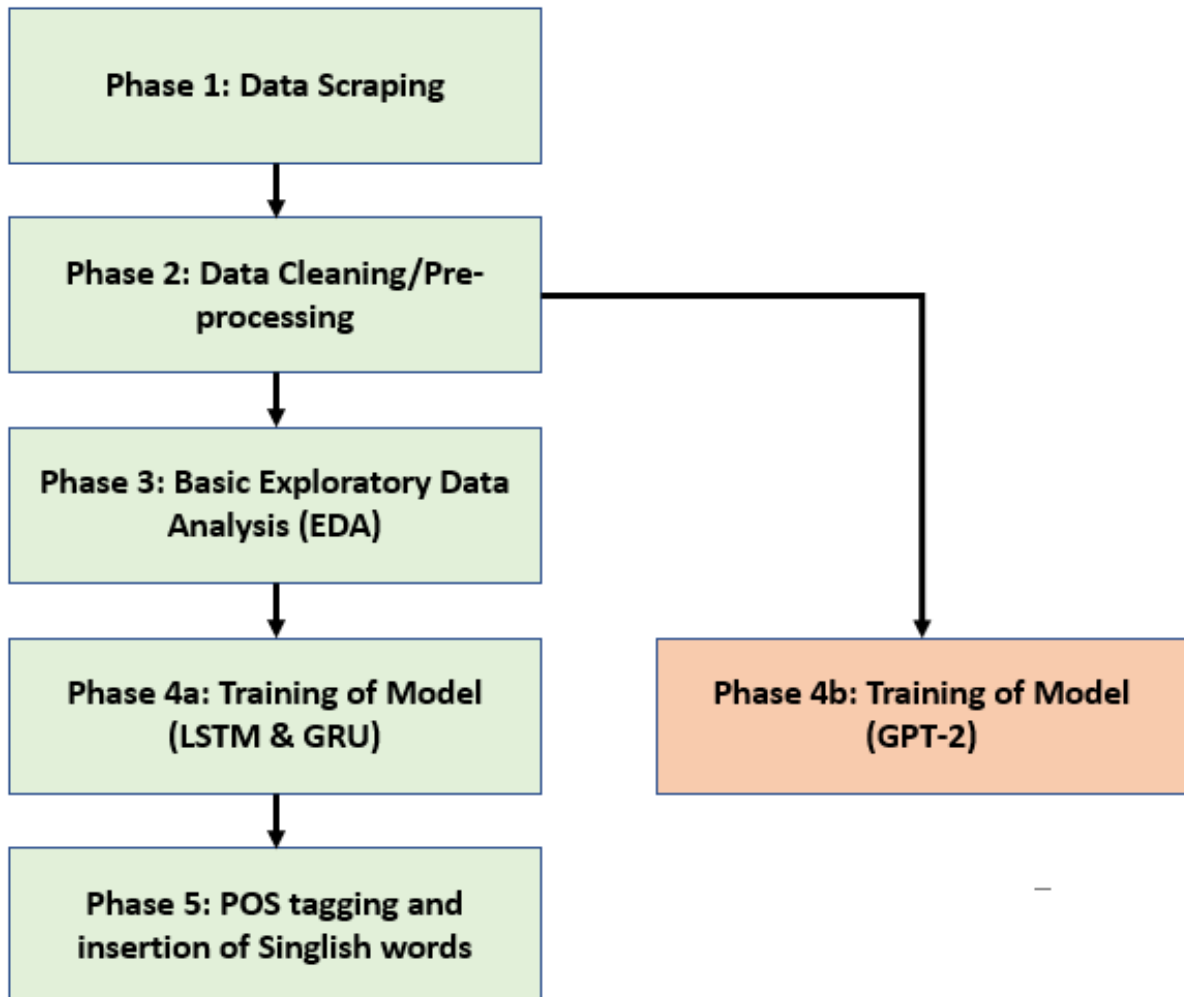 Phase 1: Data Scraping
Phase 2: Data Cleaning/Pre-
processing
Phase 3: Basic Exploratory Data
Analysis (EDA)
Phase 4a: Training of Model
(LSTM & GRU)
Phase 4b: Training of Model
(GPT-2)
Phase 5: POS tagging and
insertion of Singlish words